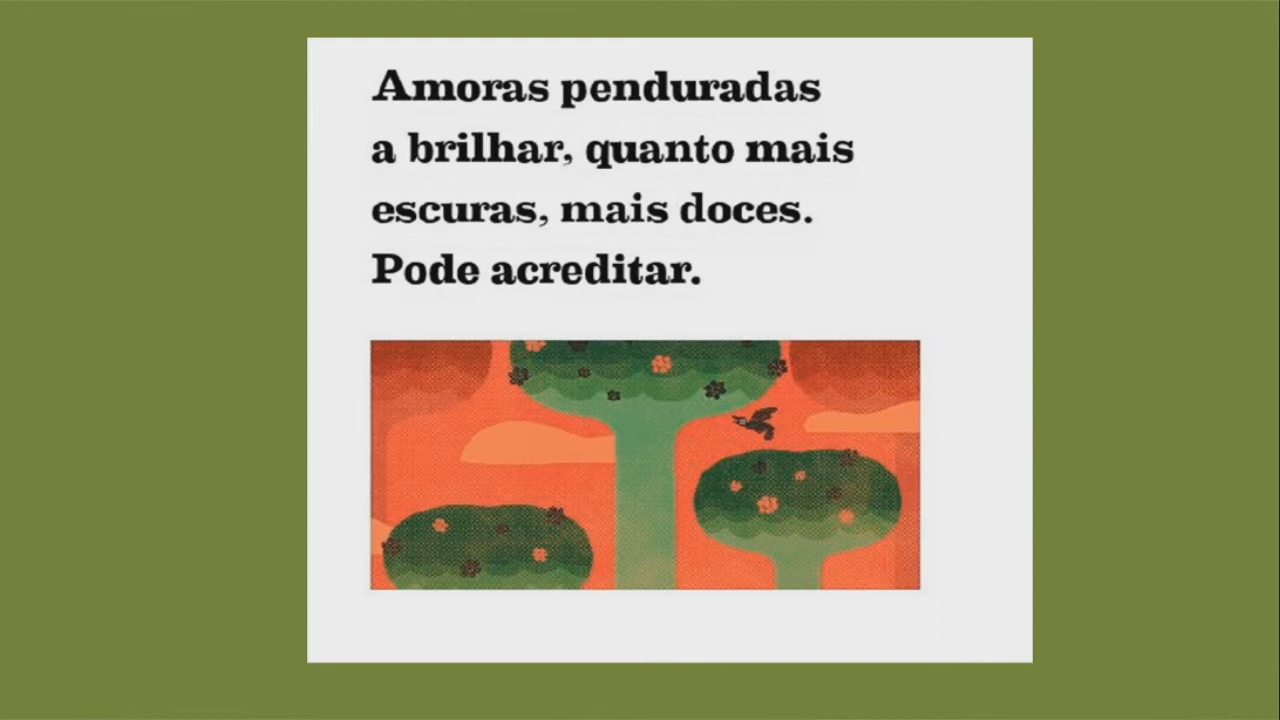 Amoras penduradas
a brilhar, quanto mais
escuras, mais doces.
Pode acreditar.